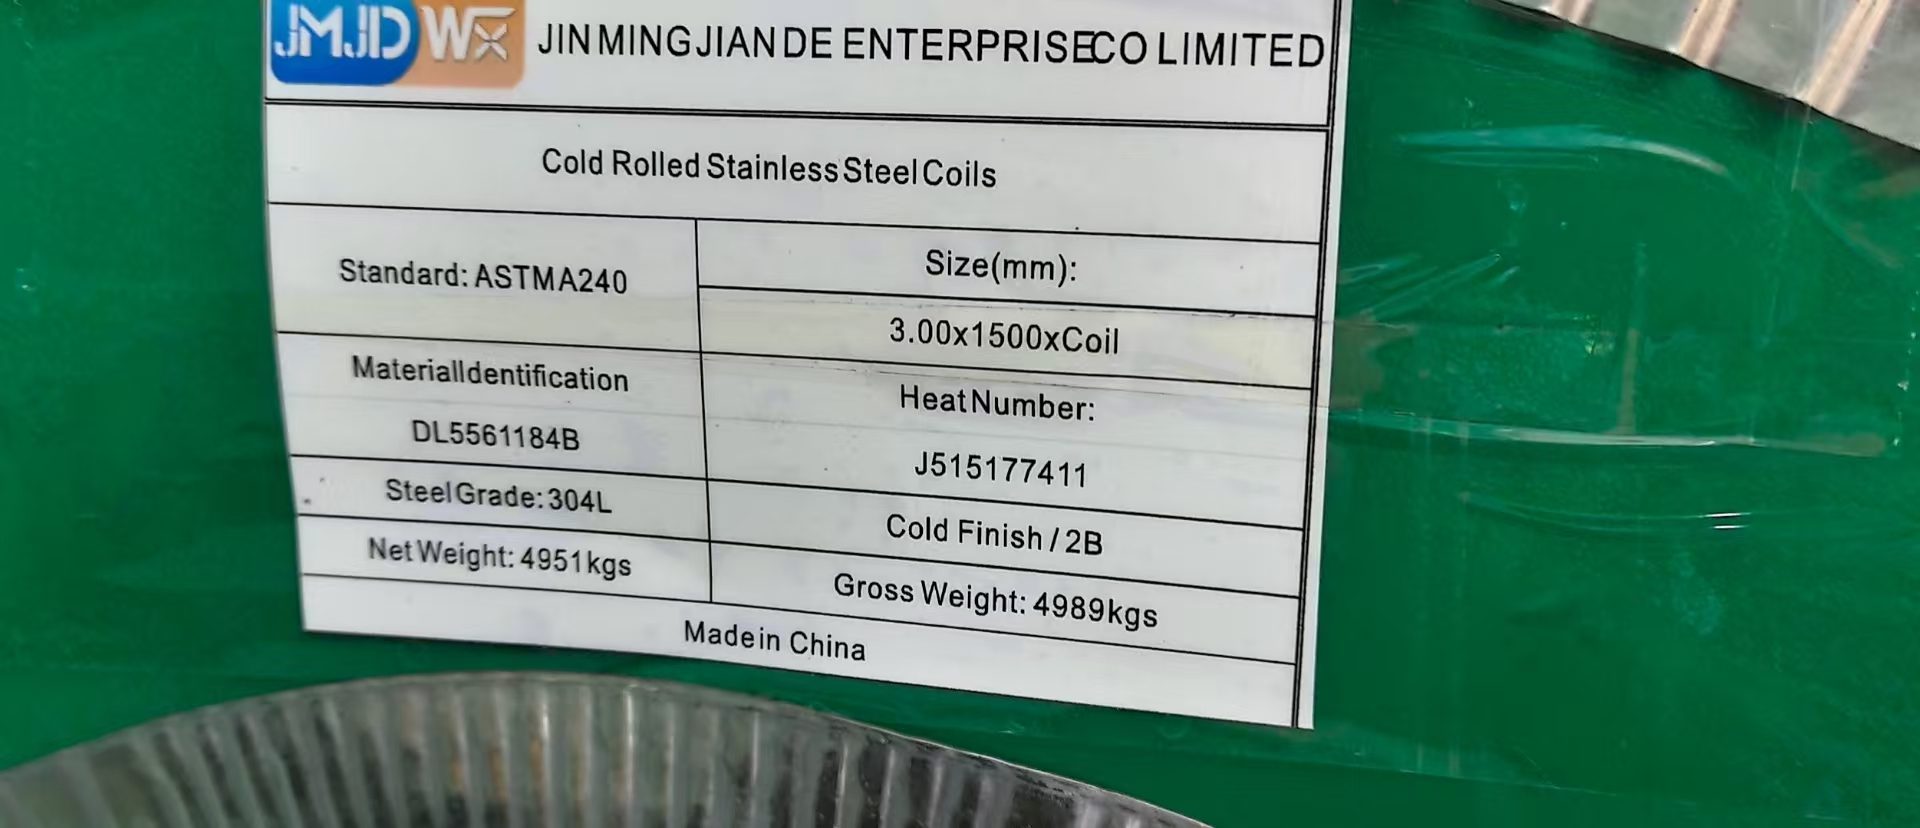 JMJD WX JIN MING JIAN DE ENTERPRISE CO LIMITED
Cold Rolled Stainless Steel Coils
Standard: ASTM A240
Size(mm):
3.00x1500xCoil
Material Identification
DL5561184B
Heat Number:
J515177411
Steel Grade: 304L
Cold Finish / 2B
Net Weight: 4951kgs
Gross Weight: 4989kgs
Made in China